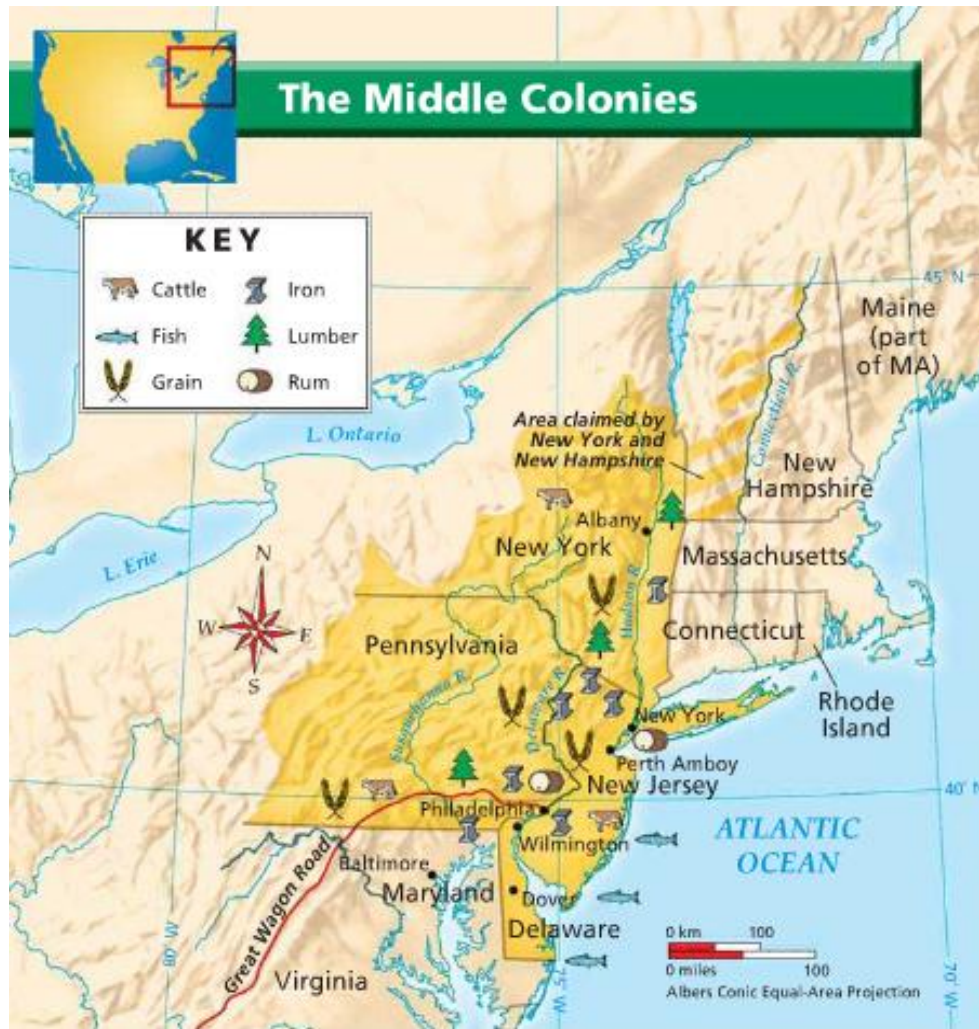 The Middle Colonies
KEY
Cattle
Iron
Fish
Lumber
Grain
Rum
45° N
Maine
(part
of MA)
L. Ontario
Area claimed by
New York and
New Hampshire
Connecticut R.
New
Hampshire
Albany
New York
Massachusetts
L. Erie
N
W
E
S
Hudson R.
Connecticut
Pennsylvania
Susquehanna R.
Delaware R.
Rhode
Island
New York
Perth Amboy
New Jersey
40° N
Philadelphia
Wilmington
ATLANTIC
OCEAN
Baltimore
Maryland
Dover
Delaware
Great Wagon Road
Virginia
80° W
75° W
70° W
0 km 100
0 miles 100
Albers Conic Equal-Area Projection